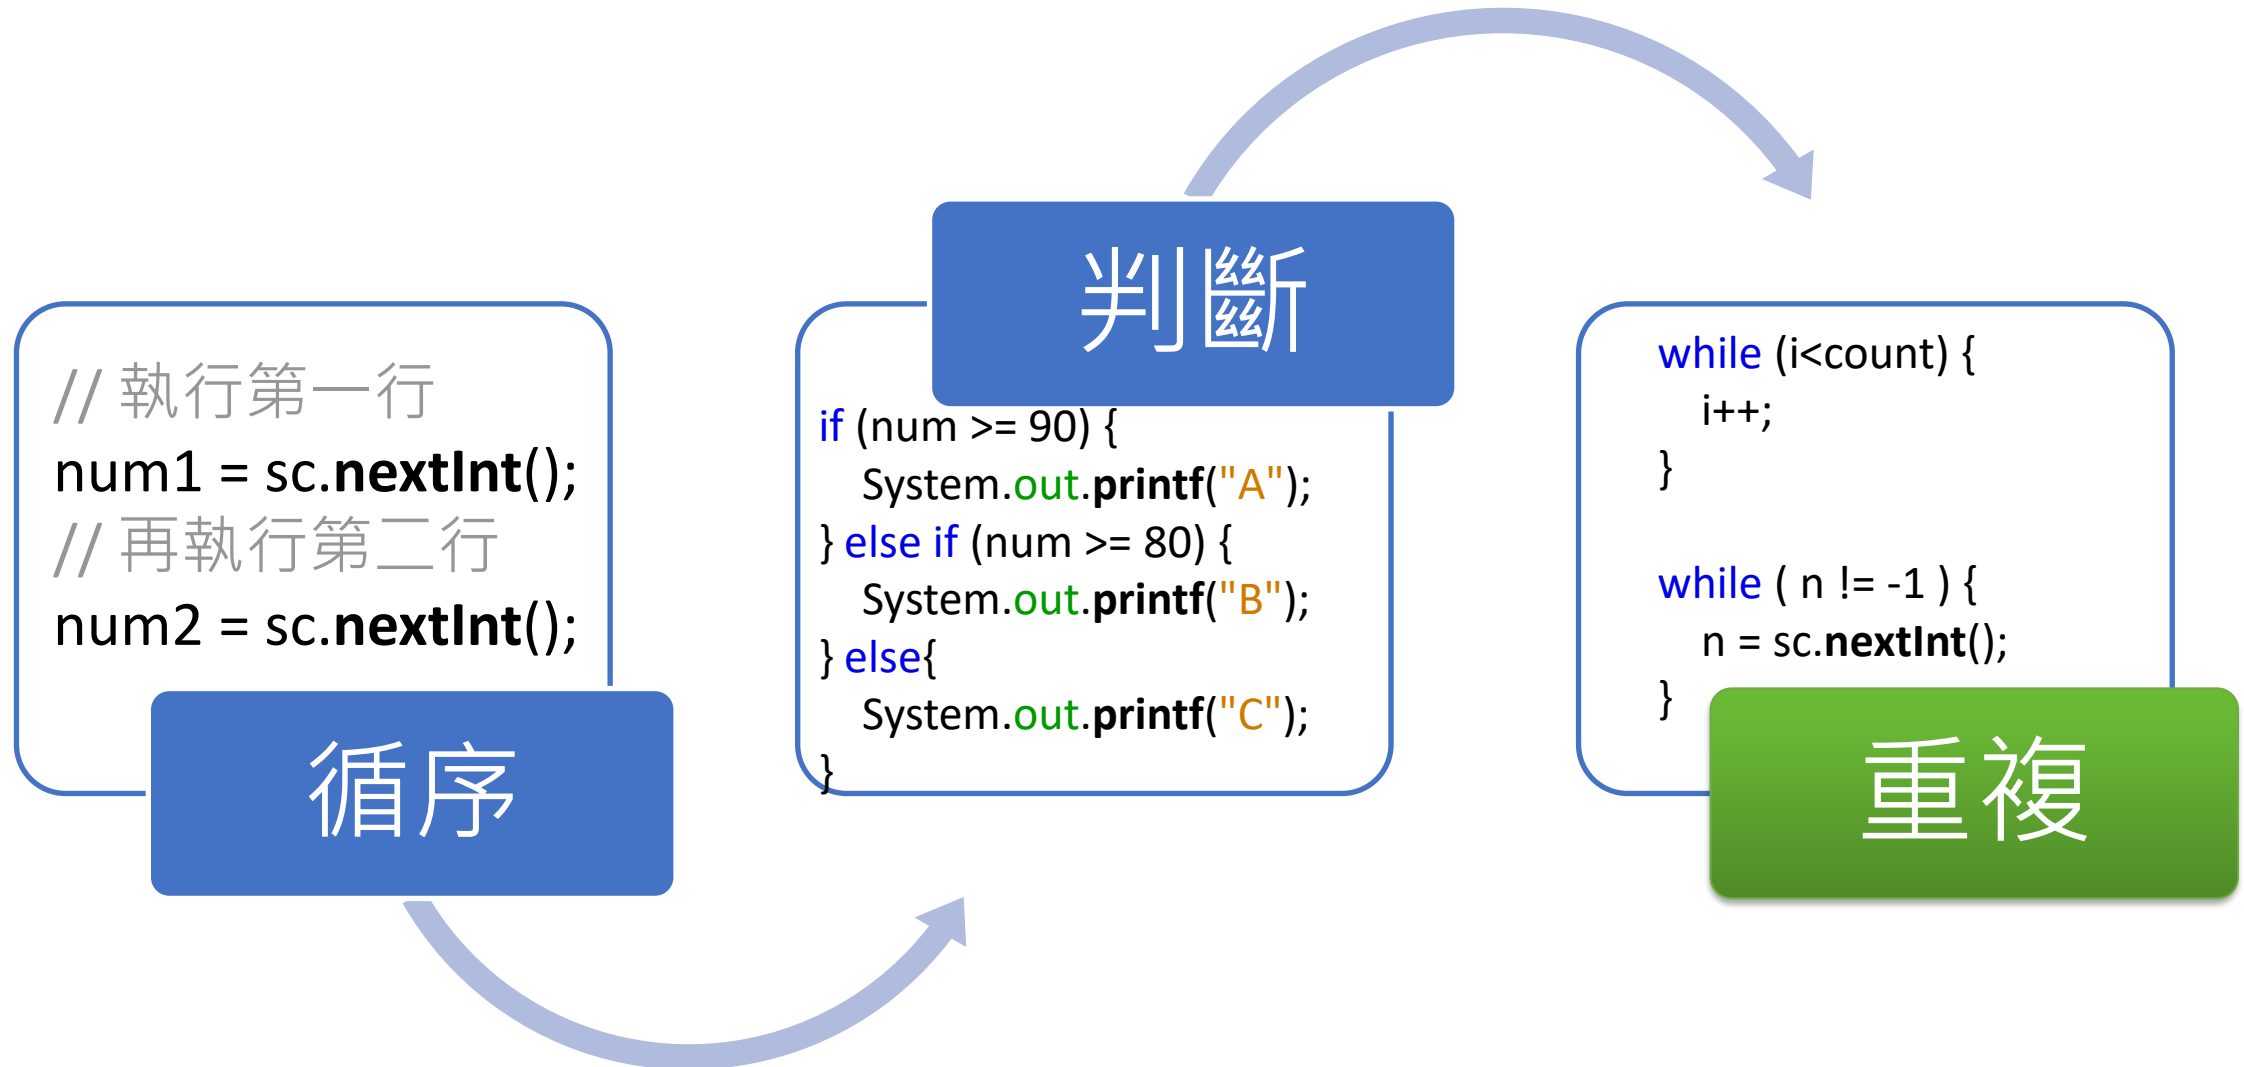 // 執行第一行
num1 = sc.nextInt();
// 再執行第二行
num2 = sc.nextInt();
循序
判斷
if (num >= 90) {
System.out.printf("A");
} else if (num >= 80) {
System.out.printf("B");
} else{
System.out.printf("C");
}
while (i<count) {
i++;
}
while ( n != -1 ) {
n = sc.nextInt();
}
重複